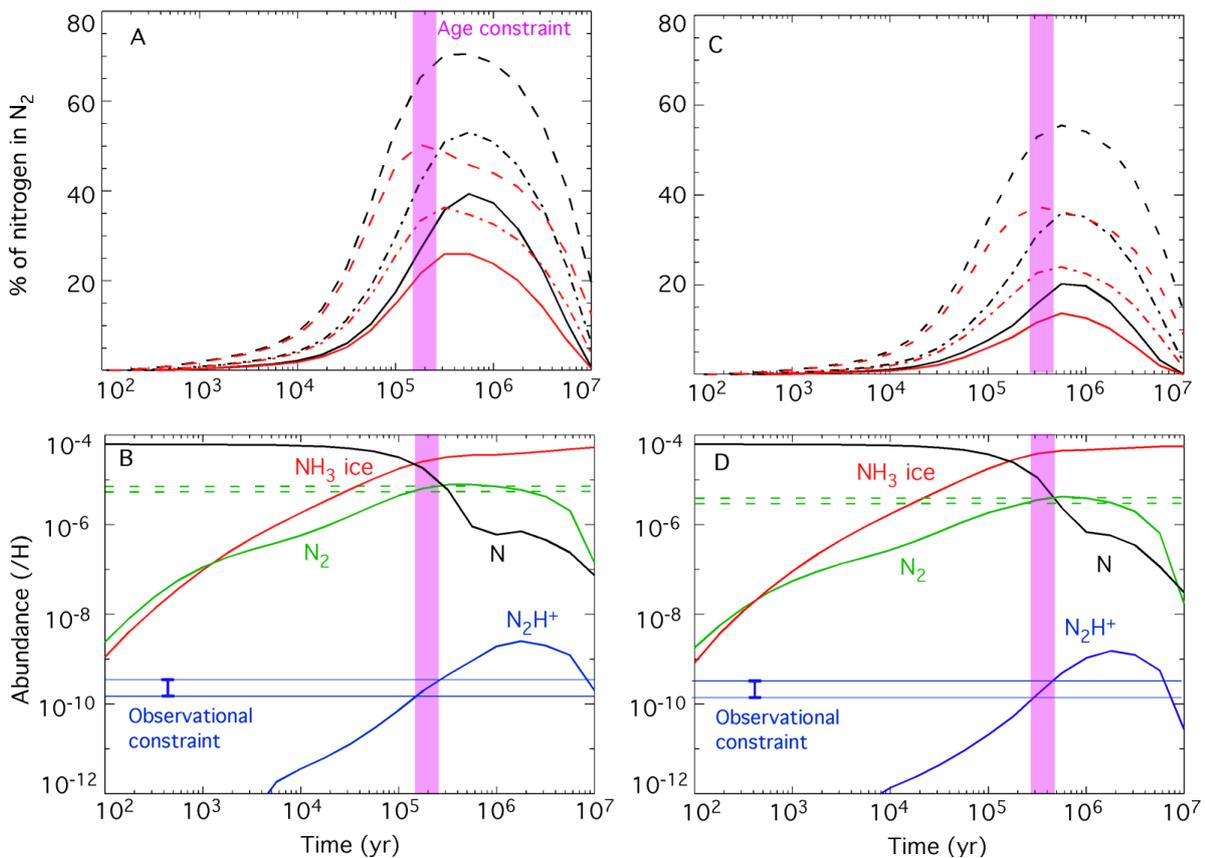 A
Age constraint
80
60
40
20
% of nitrogen in N2
10^2 10^3 10^4 10^5 10^6 10^7
C
80
60
40
20
10^2 10^3 10^4 10^5 10^6 10^7
B
10^-4
10^-6
10^-8
10^-10
10^-12
Abundance (/H)
NH3 ice
N2
N
N2H+
Observational
constraint
10^2 10^3 10^4 10^5 10^6 10^7
Time (yr)
D
10^-4
10^-6
10^-8
10^-10
10^-12
NH3 ice
N2
N
N2H+
Observational
constraint
10^2 10^3 10^4 10^5 10^6 10^7
Time (yr)